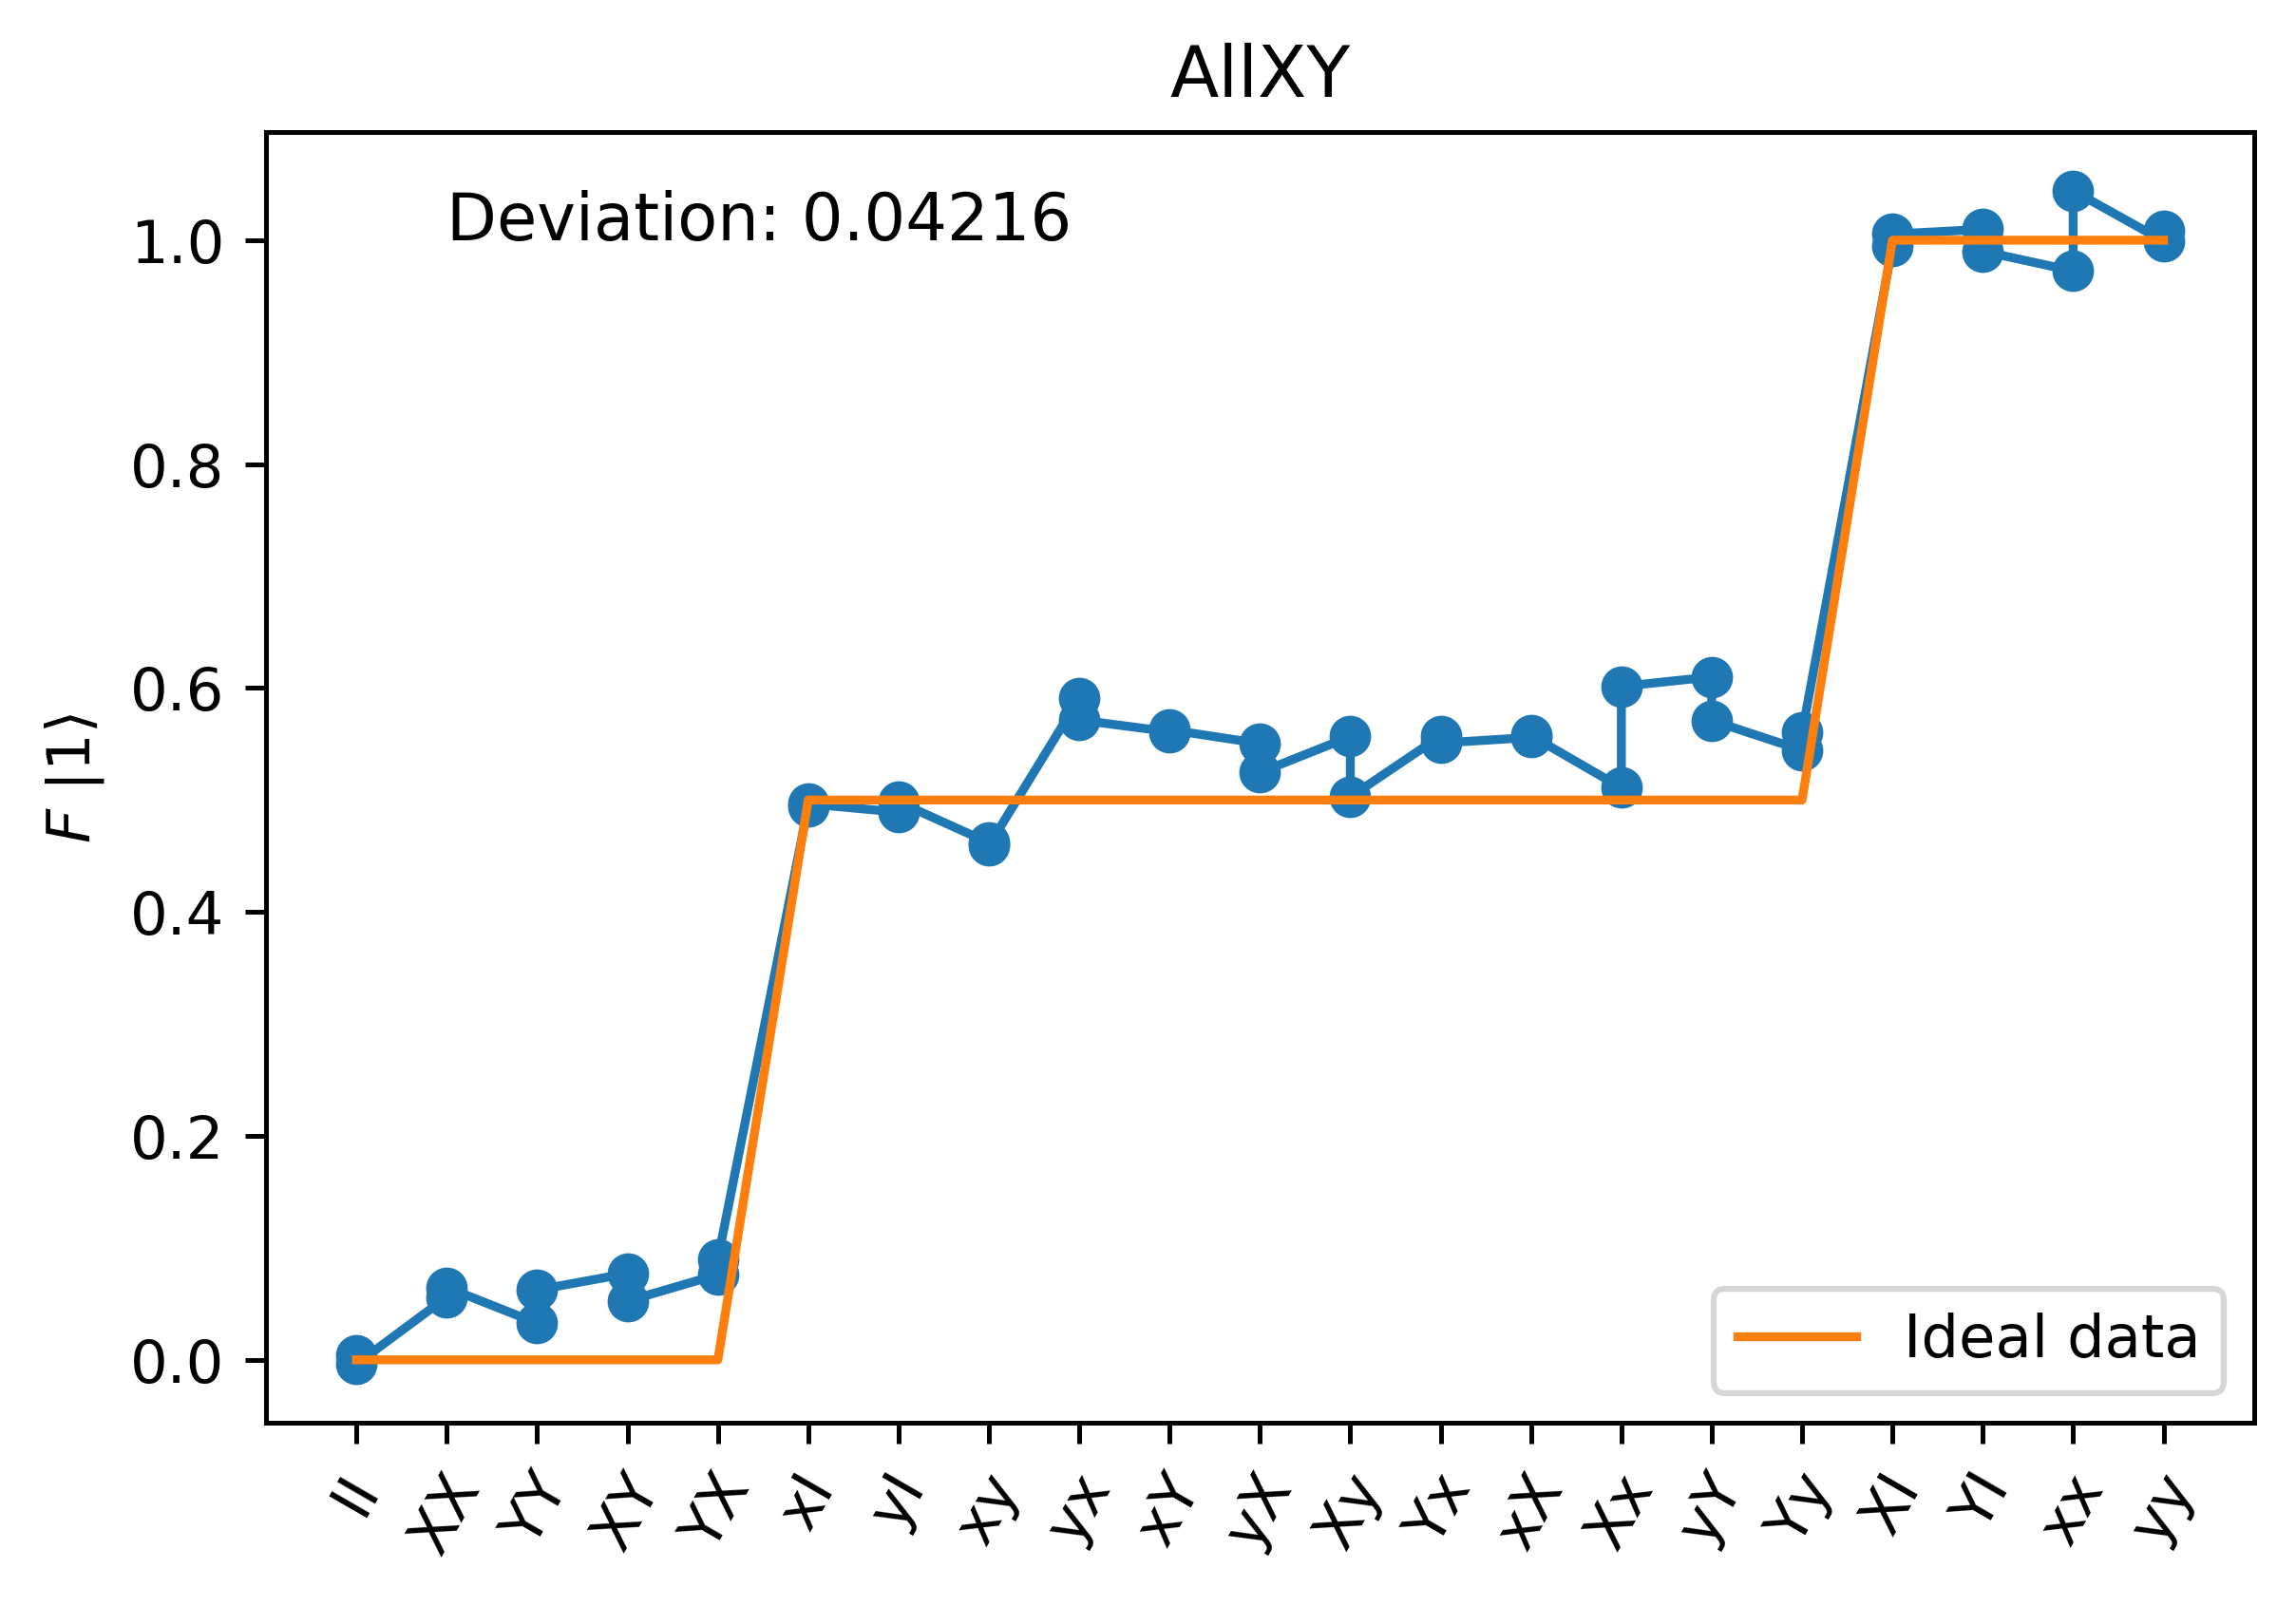 AllXY
Deviation: 0.04216
F |1⟩
1.0
0.8
0.6
0.4
0.2
0.0
Ideal data
II
XX
YY
XY
YX
xI
yI
xy
yx
xY
yX
Xy
Yx
xX
Xx
yY
Yy
XI
YI
xx
yy